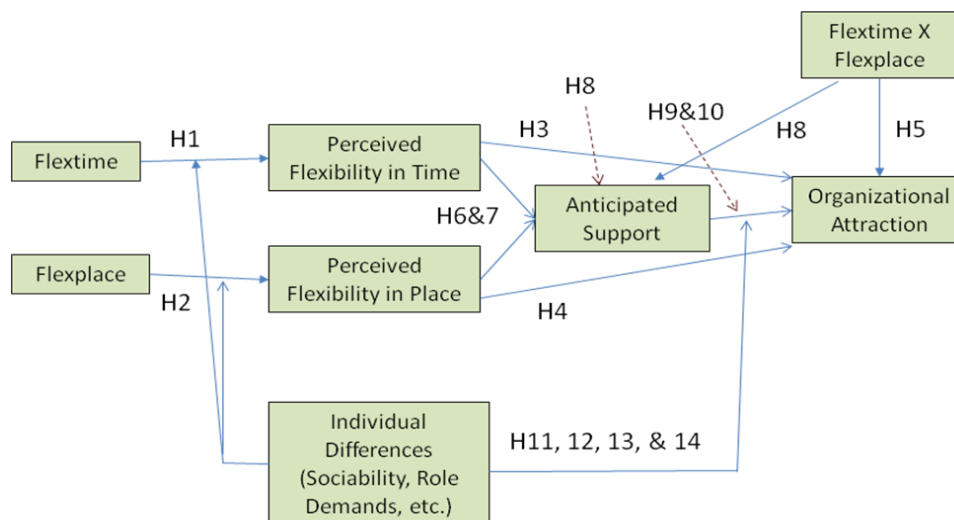 Flextime X
Flexplace
H8
H9&10
H8
H5
H1
H3
Flextime
Perceived
Flexibility in Time
Anticipated
Support
Organizational
Attraction
H6&7
Flexplace
H2
Perceived
Flexibility in Place
H4
Individual
Differences
(Sociability, Role
Demands, etc.)
H11, 12, 13, & 14